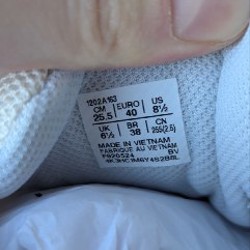 1202A163
CM EURO US
25.5 40 8½
UK BR CN
6½ 38 255(2.5)
MADE IN VIETNAM
FABRIQUE AU VIETNAM
BV